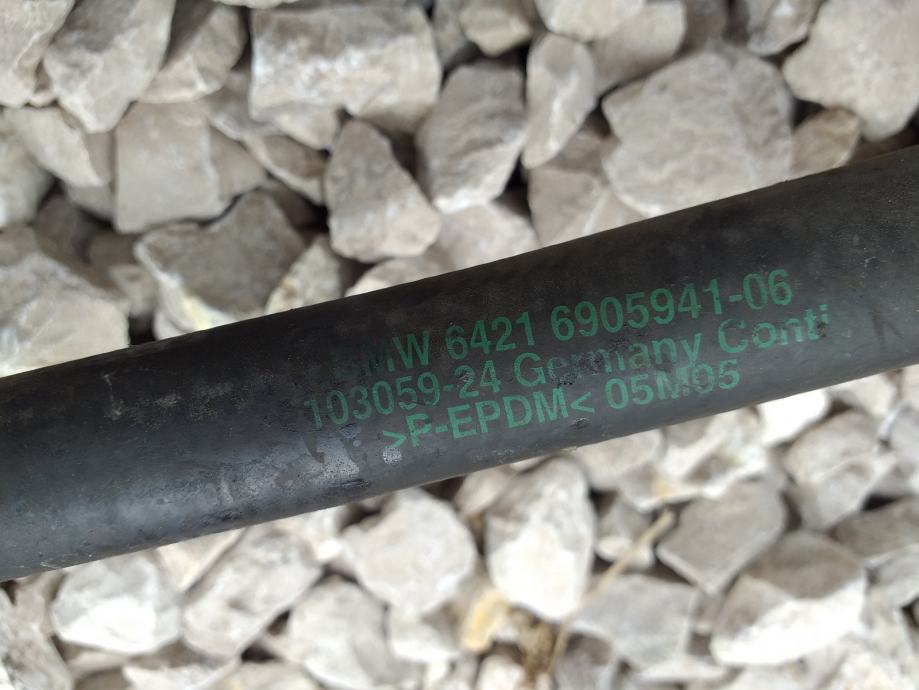 BMW 6421 6905941-06
103059-24 Germany Conti
>P-EPDM< 05M05